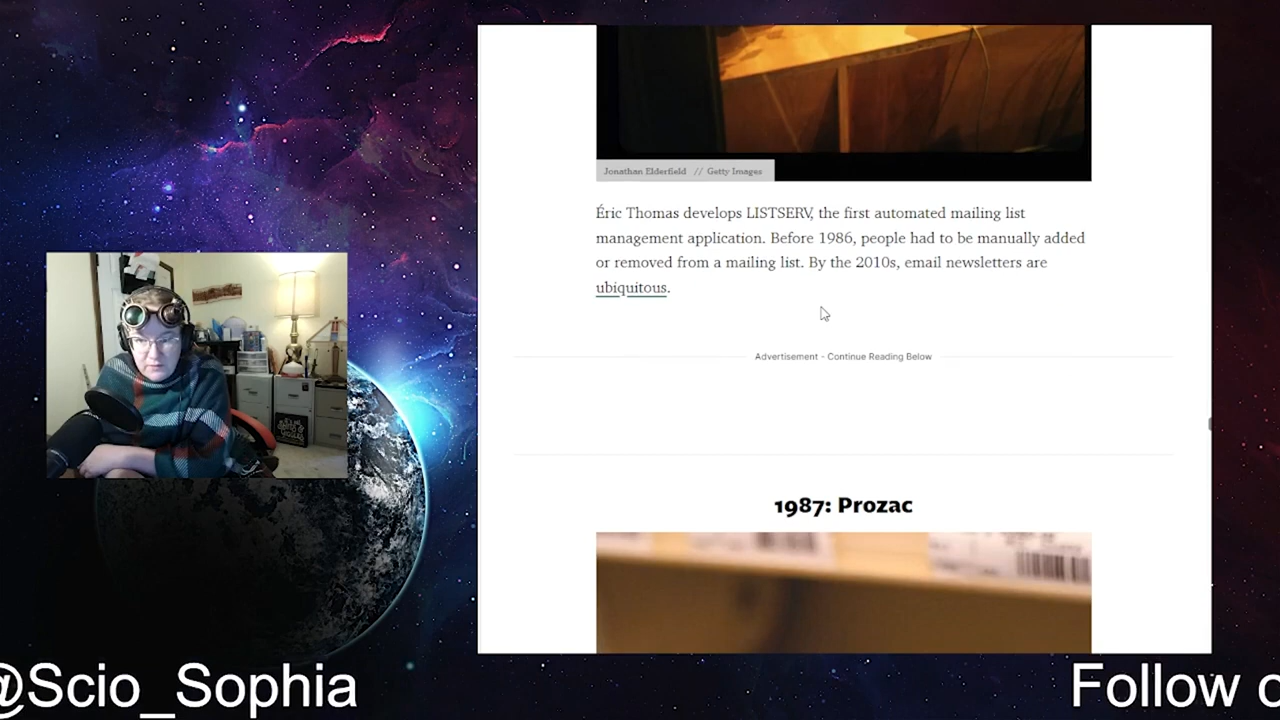 Jonathan Elderfield // Getty Images
Éric Thomas develops LISTSERV, the first automated mailing list
management application. Before 1986, people had to be manually added
or removed from a mailing list. By the 2010s, email newsletters are
ubiquitous.
Advertisement - Continue Reading Below
1987: Prozac
@Scio_Sophia
Follow